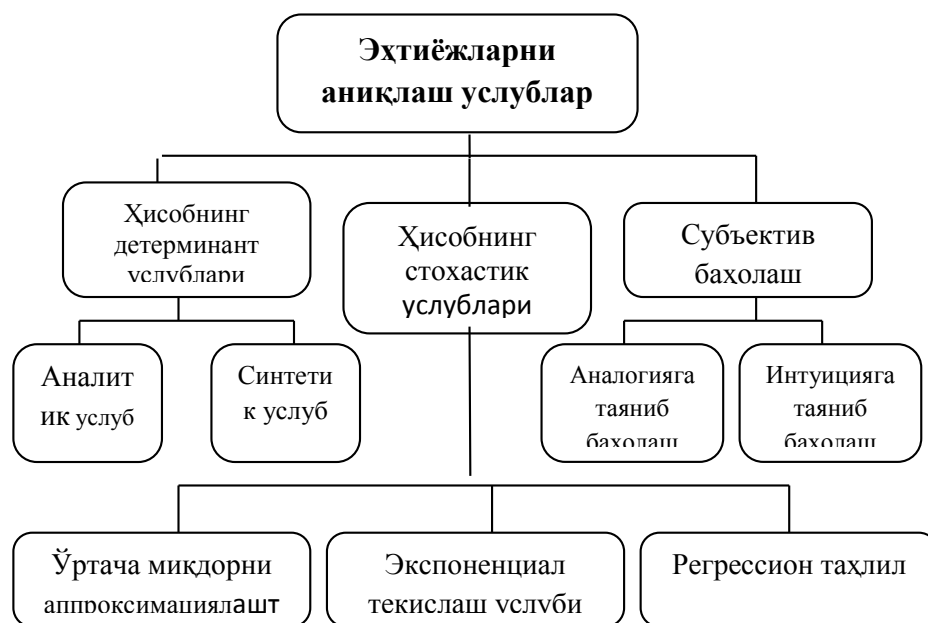 Эҳтиёжларни
аниқлаш услублар
Ҳисобнинг
детерминант
услублари
Ҳисобнинг
стохастик
услублари
Субъектив
баҳолаш
Аналит
ик услуб
Синтети
к услуб
Аналогияга
таяниб
баҳолаш
Интуицияга
таяниб
баҳолаш
Ўртача миқдорни
аппроксимациялашт
Экспоненциал
текислаш услуби
Регрессион таҳлил